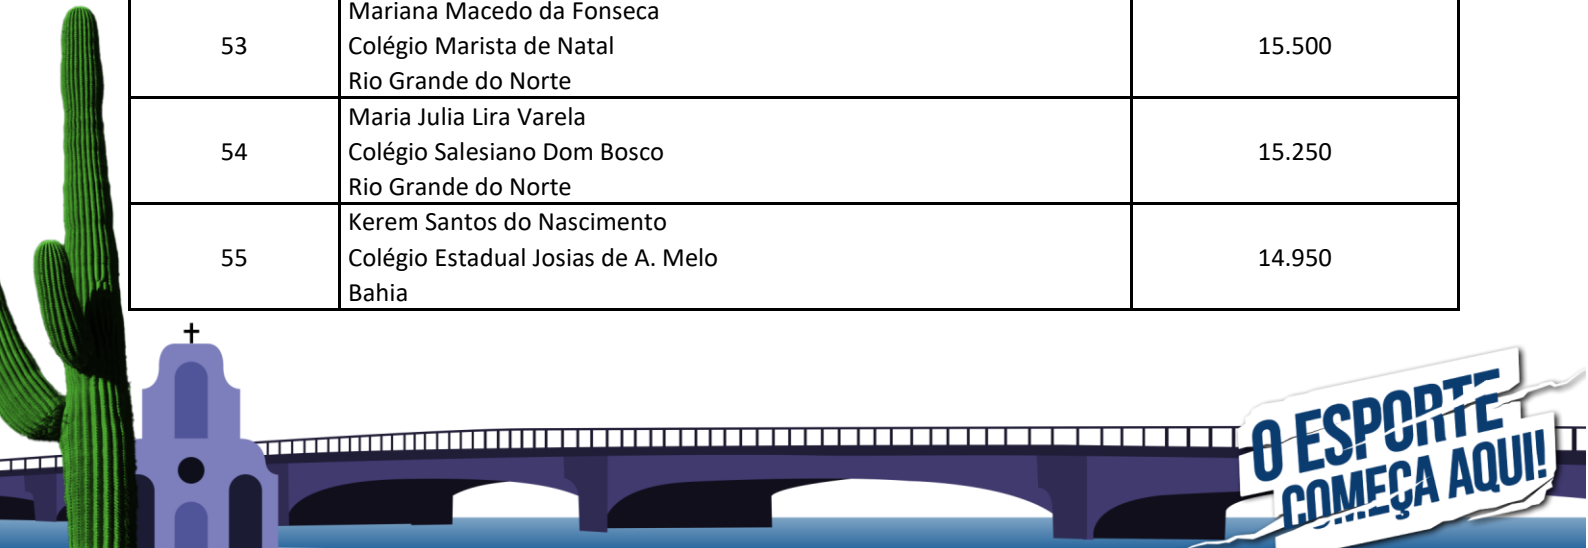 Mariana Macedo da Fonseca
53
Colégio Marista de Natal
15.500
Rio Grande do Norte
Maria Julia Lira Varela
54
Colégio Salesiano Dom Bosco
15.250
Rio Grande do Norte
Kerem Santos do Nascimento
55
Colégio Estadual Josias de A. Melo
14.950
Bahia
O ESPORTE
COMEÇA AQUI!